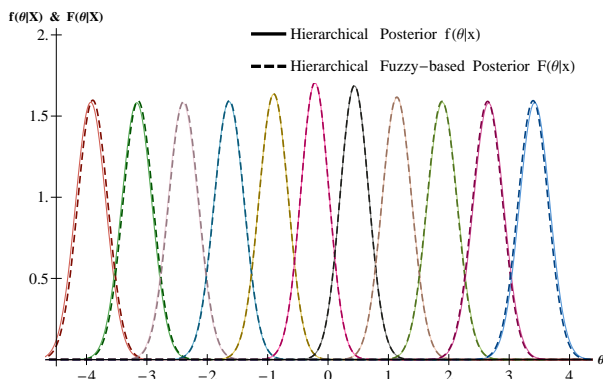 f(θ|X) & F(θ|X)
2.
Hierarchical Posterior f(θ|x)
Hierarchical Fuzzy−based Posterior F(θ|x)
1.5
1.
0.5
θ
−4 −3 −2 −1 0 1 2 3 4